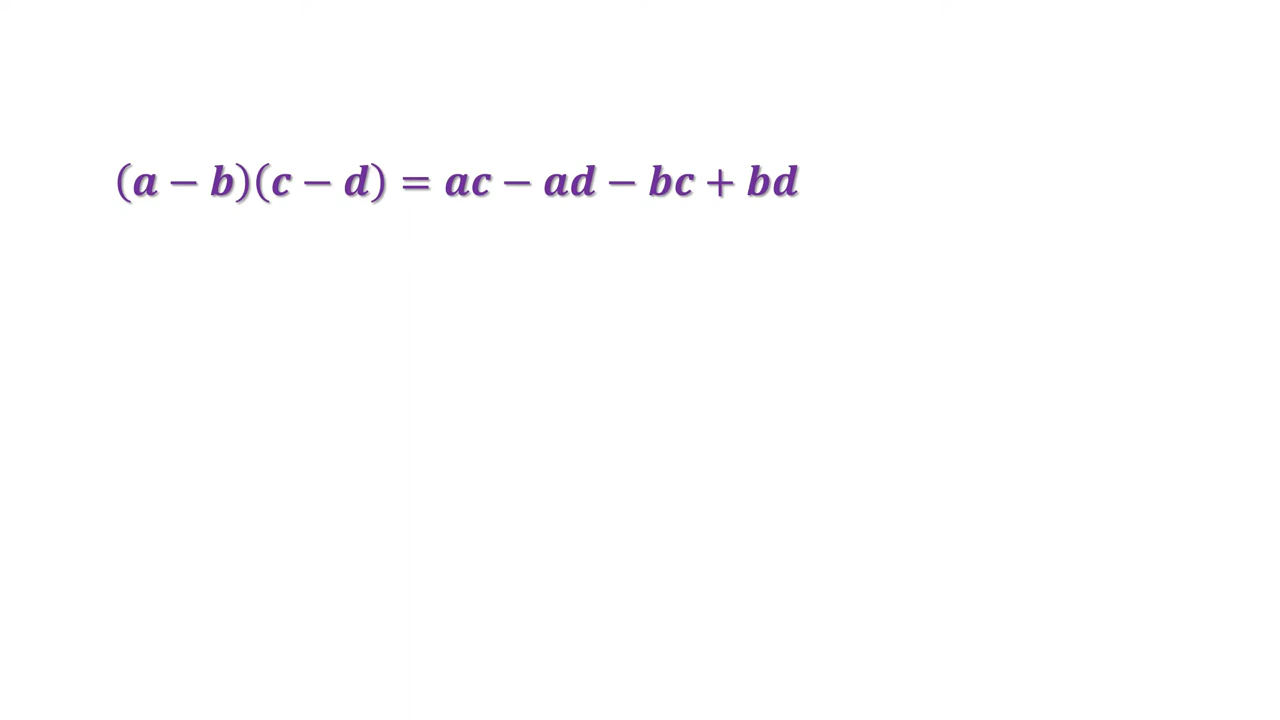 (a − b)(c − d) = ac − ad − bc + bd